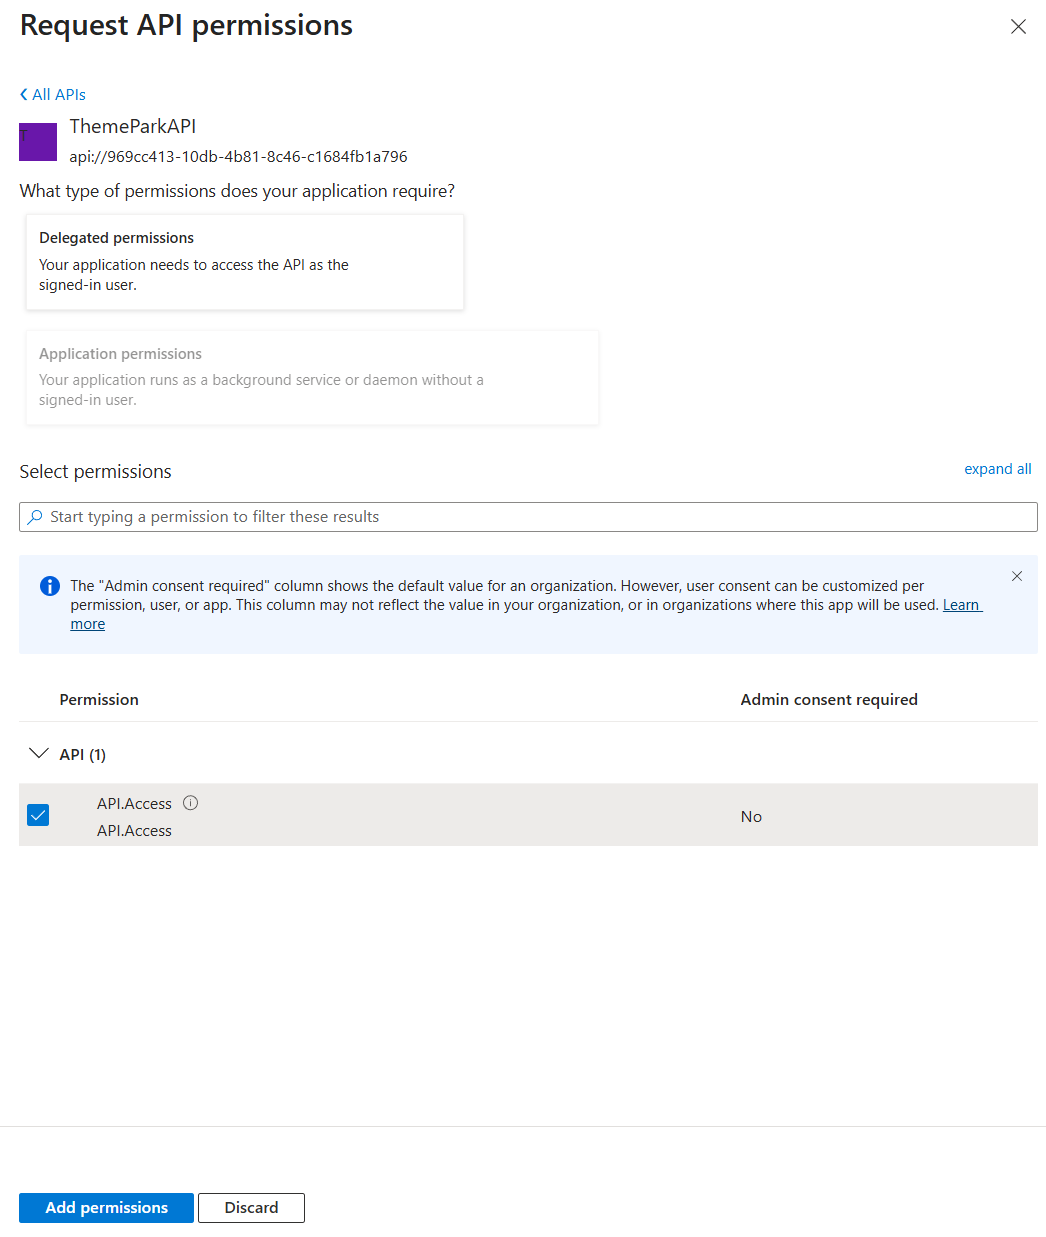 Request API permissions
All APIs
T
ThemeParkAPI
api://969cc413-10db-4b81-8c46-c1684fb1a796
What type of permissions does your application require?
Delegated permissions
Your application needs to access the API as the
signed-in user.
Application permissions
Your application runs as a background service or daemon without a
signed-in user.
Select permissions
expand all
Start typing a permission to filter these results
The "Admin consent required" column shows the default value for an organization. However, user consent can be customized per
permission, user, or app. This column may not reflect the value in your organization, or in organizations where this app will be used. Learn
more
Permission
Admin consent required
API (1)
API.Access
API.Access
No
Add permissions
Discard